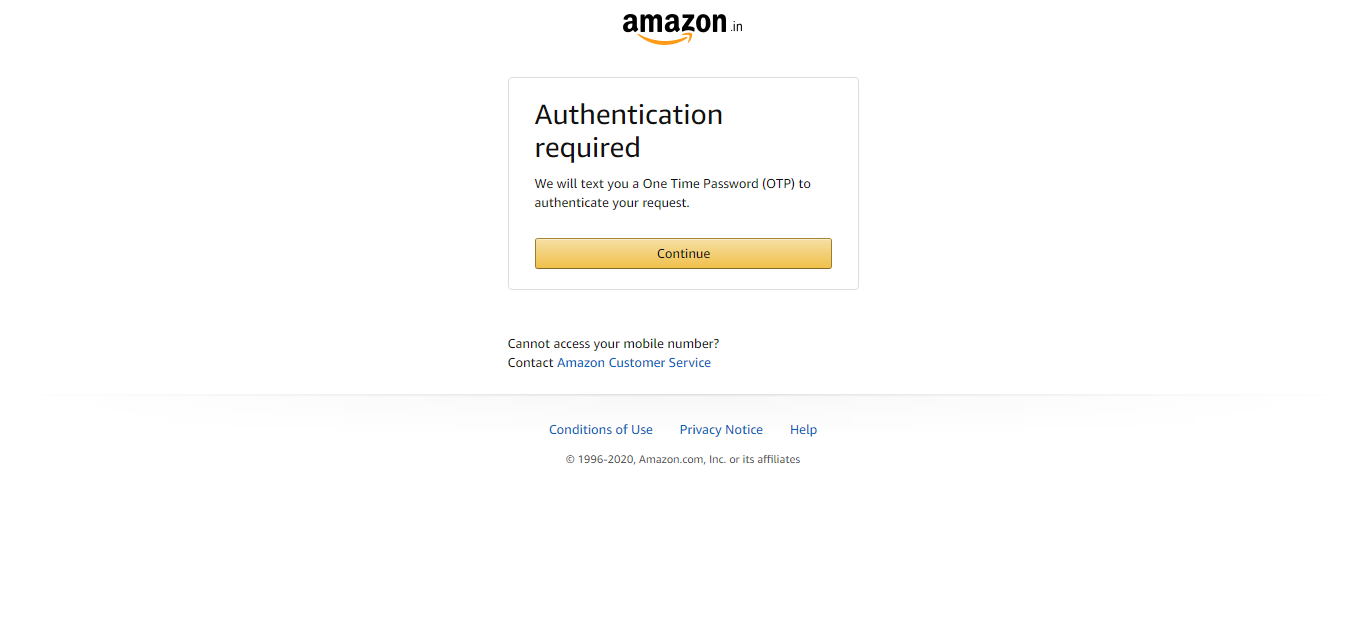 amazon.in
Authentication
required
We will text you a One Time Password (OTP) to
authenticate your request.
Continue
Cannot access your mobile number?
Contact Amazon Customer Service
Conditions of Use Privacy Notice Help
© 1996-2020, Amazon.com, Inc. or its affiliates